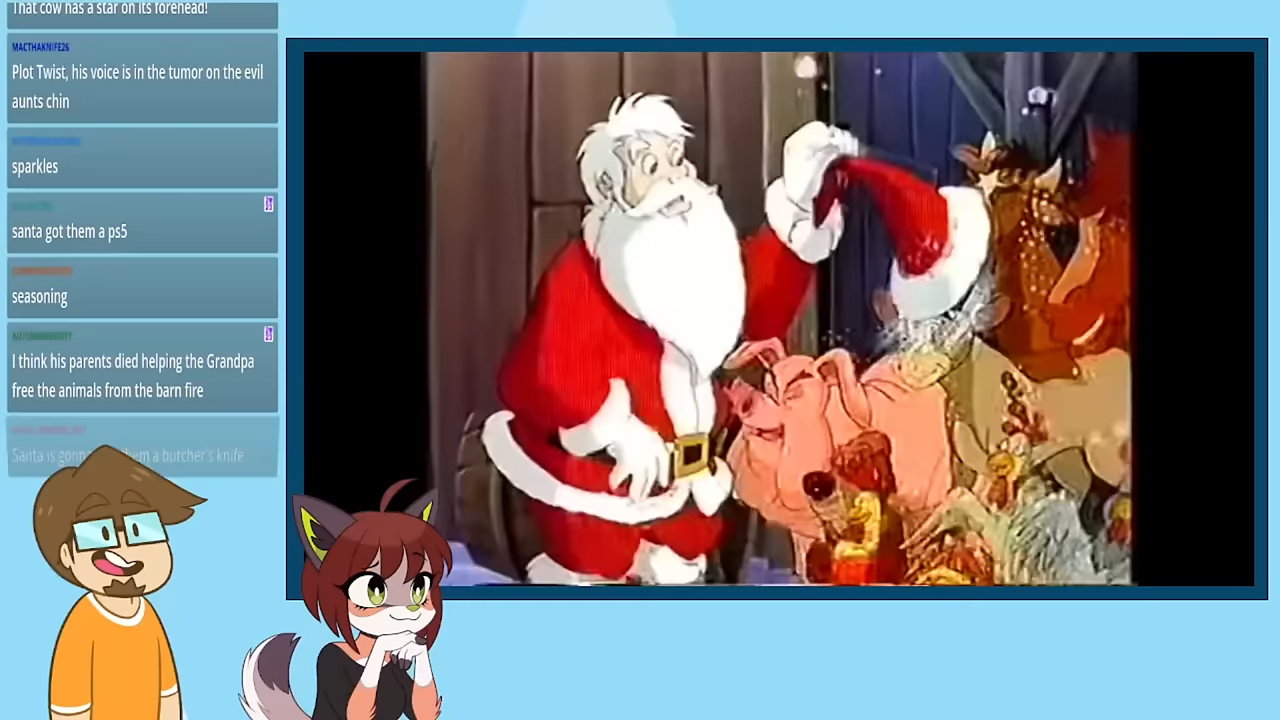 That cow has a star on its forehead!
MACTHAKNIFE26
Plot Twist, his voice is in the tumor on the evil
aunts chin
sparkles
santa got them a ps5
seasoning
I think his parents died helping the Grandpa
free the animals from the barn fire
Santa is gonna them a butcher's knife